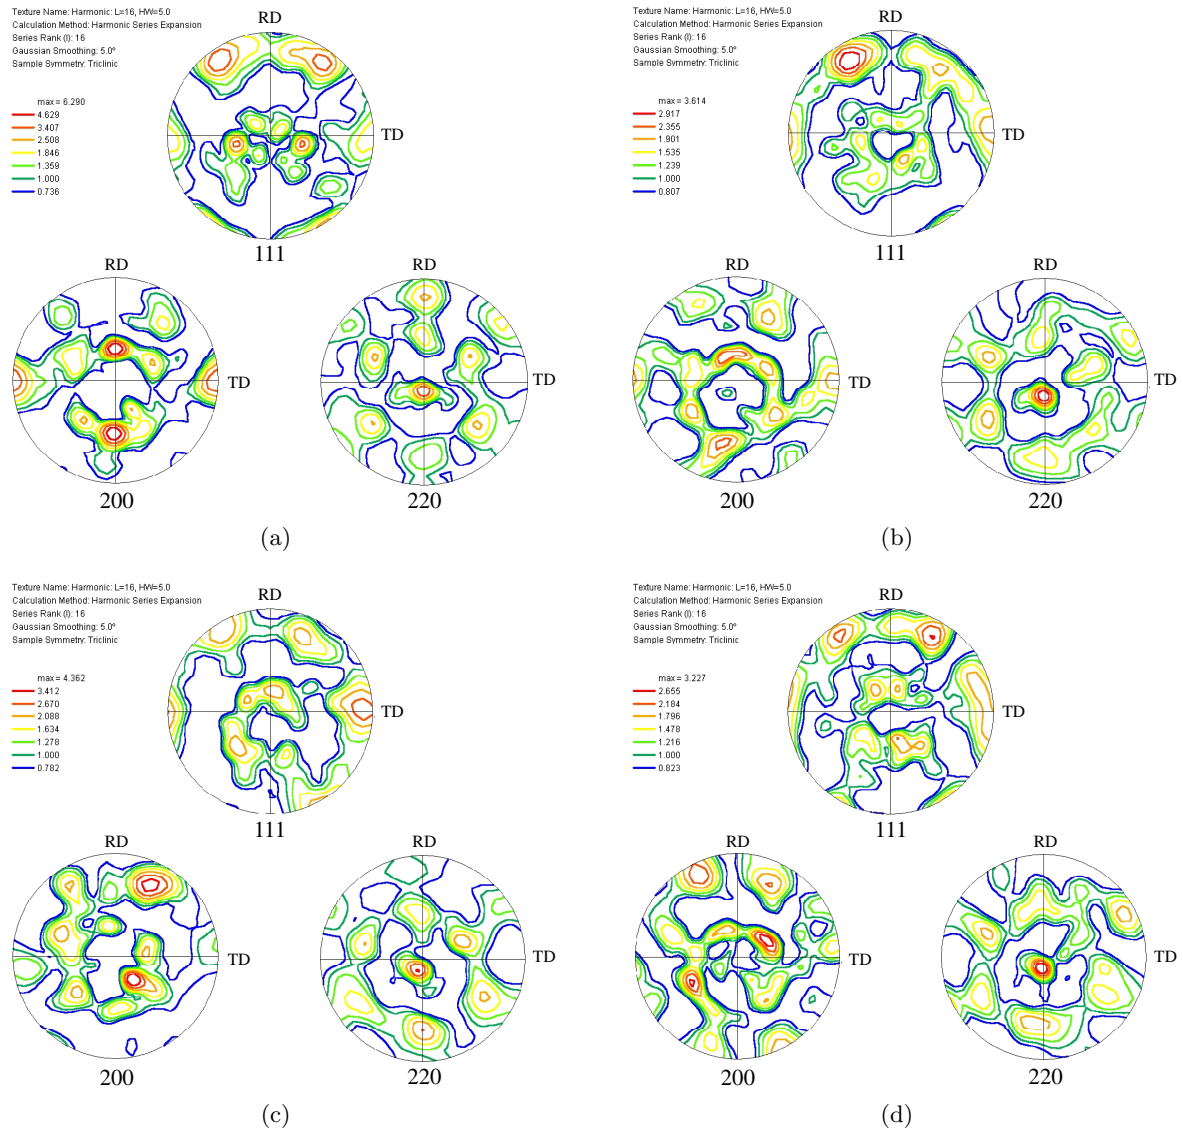 Texture Name: Harmonic: L=16, HW=5.0
Calculation Method: Harmonic Series Expansion
Series Rank (l): 16
Gaussian Smoothing: 5.0°
Sample Symmetry: Triclinic
max = 6.290
4.629
3.407
2.508
1.846
1.359
1.000
0.736
RD
TD
111
RD
TD
200
RD
220
(a)
Texture Name: Harmonic: L=16, HW=5.0
Calculation Method: Harmonic Series Expansion
Series Rank (l): 16
Gaussian Smoothing: 5.0°
Sample Symmetry: Triclinic
max = 3.614
2.917
2.355
1.901
1.535
1.239
1.000
0.807
RD
TD
111
RD
TD
200
RD
TD
220
(b)
Texture Name: Harmonic: L=16, HW=5.0
Calculation Method: Harmonic Series Expansion
Series Rank (l): 16
Gaussian Smoothing: 5.0°
Sample Symmetry: Triclinic
max = 4.362
3.412
2.670
2.088
1.634
1.278
1.000
0.782
RD
TD
111
RD
TD
200
RD
220
(c)
Texture Name: Harmonic: L=16, HW=5.0
Calculation Method: Harmonic Series Expansion
Series Rank (l): 16
Gaussian Smoothing: 5.0°
Sample Symmetry: Triclinic
max = 3.227
2.655
2.184
1.796
1.478
1.216
1.000
0.823
RD
TD
111
RD
TD
200
RD
TD
220
(d)